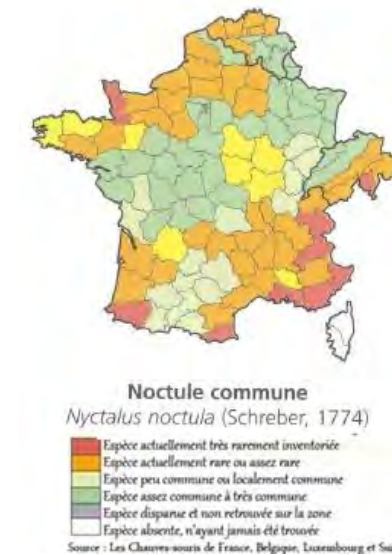 Noctule commune
Nyctalus noctula (Schreber, 1774)
Espèce actuellement très rarement inventoriée
Espèce actuellement rare ou assez rare
Espèce peu commune ou localement commune
Espèce assez commune à très commune
Espèce disparue et non retrouvée sur la zone
Espèce absente, n'ayant jamais été trouvée
Source : Les Chauves-souris de France, Belgique, Luxembourg et